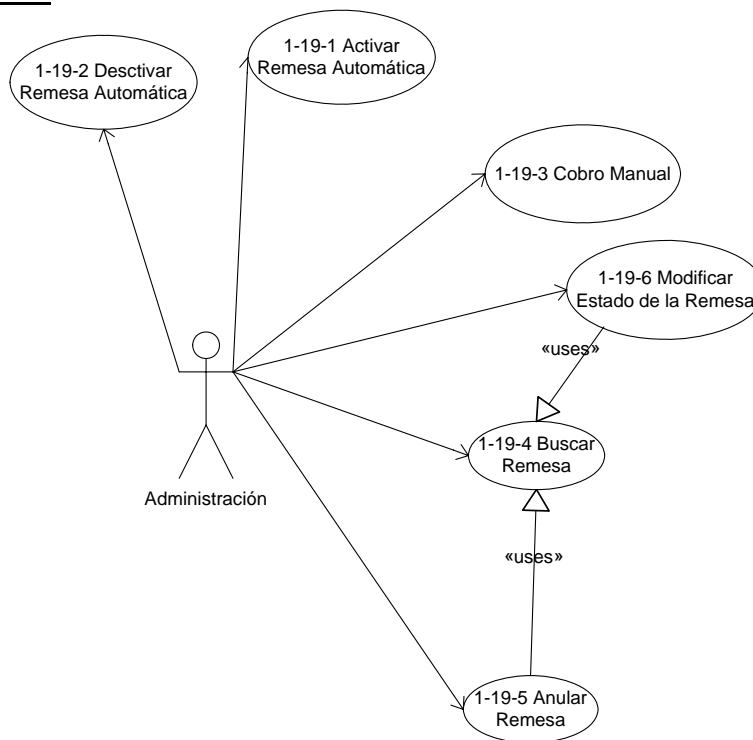 1-19-1 Activar
Remesa Automática
1-19-2 Desctivar
Remesa Automática
1-19-3 Cobro Manual
1-19-6 Modificar
Estado de la Remesa
«uses»
1-19-4 Buscar
Remesa
Administración
«uses»
1-19-5 Anular
Remesa